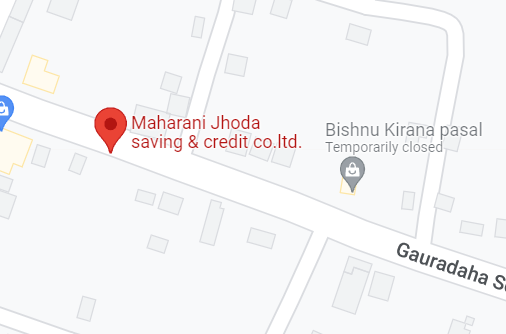 Maharani Jhoda
saving & credit co.ltd.
Bishnu Kirana pasal
Temporarily closed
Gauradaha